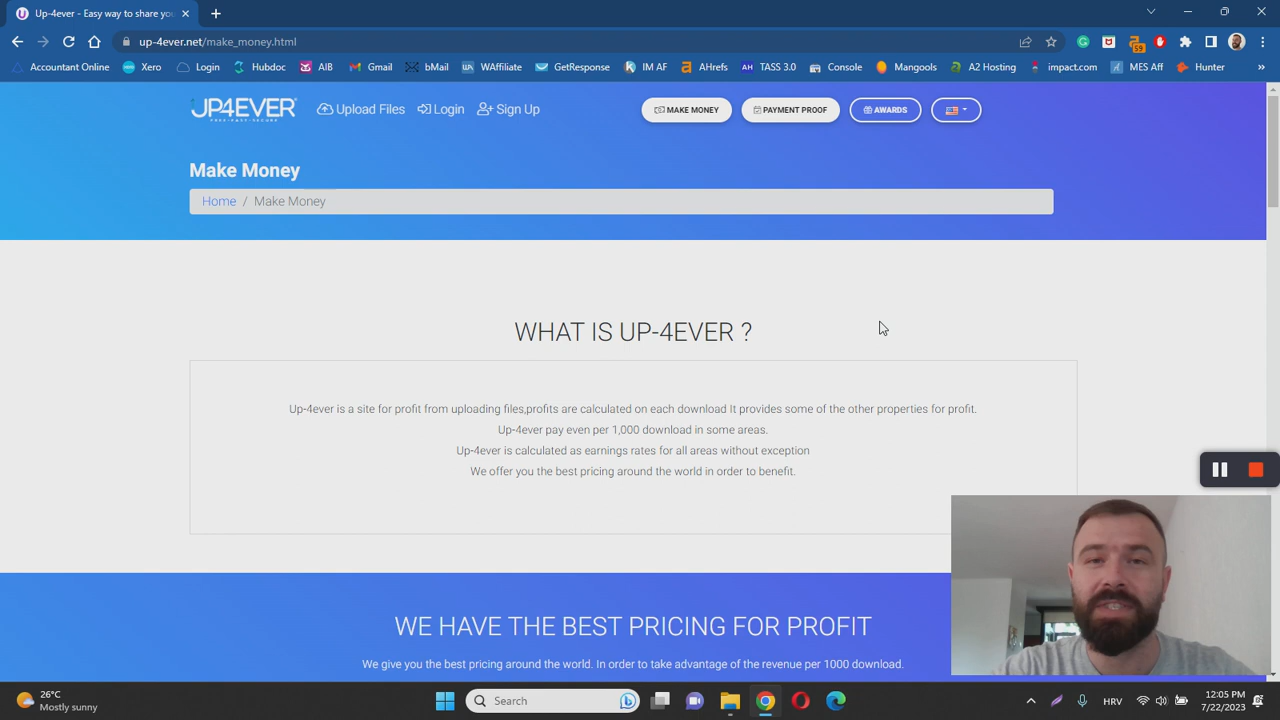 Up-4ever - Easy way to share you
up-4ever.net/make_money.html
59
Accountant Online
Xero
Login
Hubdoc
AIB
Gmail
bMail
WAffiliate
GetResponse
IM AF
AHrefs
TASS 3.0
Console
Mangools
A2 Hosting
impact.com
MES Aff
Hunter
»
UP4EVER
FREE-FAST-SECURE
Upload Files
Login
Sign Up
MAKE MONEY
PAYMENT PROOF
AWARDS
Make Money
Home / Make Money
WHAT IS UP-4EVER ?
Up-4ever is a site for profit from uploading files,profits are calculated on each download It provides some of the other properties for profit.
Up-4ever pay even per 1,000 download in some areas.
Up-4ever is calculated as earnings rates for all areas without exception
We offer you the best pricing around the world in order to benefit.
WE HAVE THE BEST PRICING FOR PROFIT
We give you the best pricing around the world. In order to take advantage of the revenue per 1000 download.
26°C
Mostly sunny
Search
HRV
12:05 PM
7/22/2023